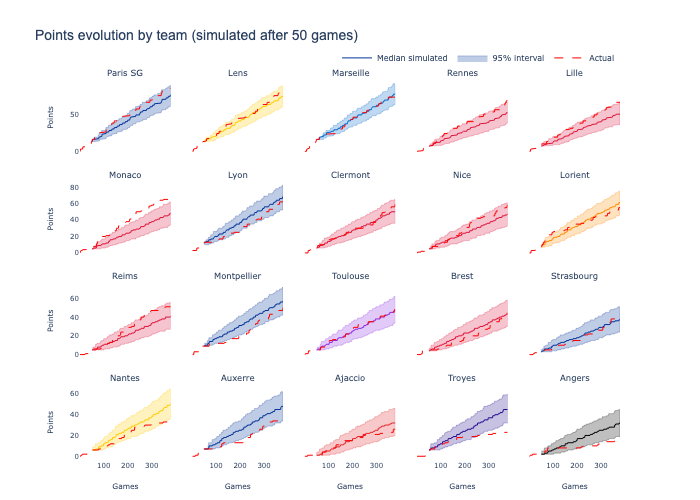 Points evolution by team (simulated after 50 games)
Median simulated 95% interval Actual
Paris SG Lens Marseille Rennes Lille
Points
50
0
Monaco Lyon Clermont Nice Lorient
Points
80
60
40
20
0
Reims Montpellier Toulouse Brest Strasbourg
Points
60
40
20
0
Nantes Auxerre Ajaccio Troyes Angers
Points
60
40
20
0
100 200 300 100 200 300 100 200 300 100 200 300 100 200 300
Games Games Games Games Games